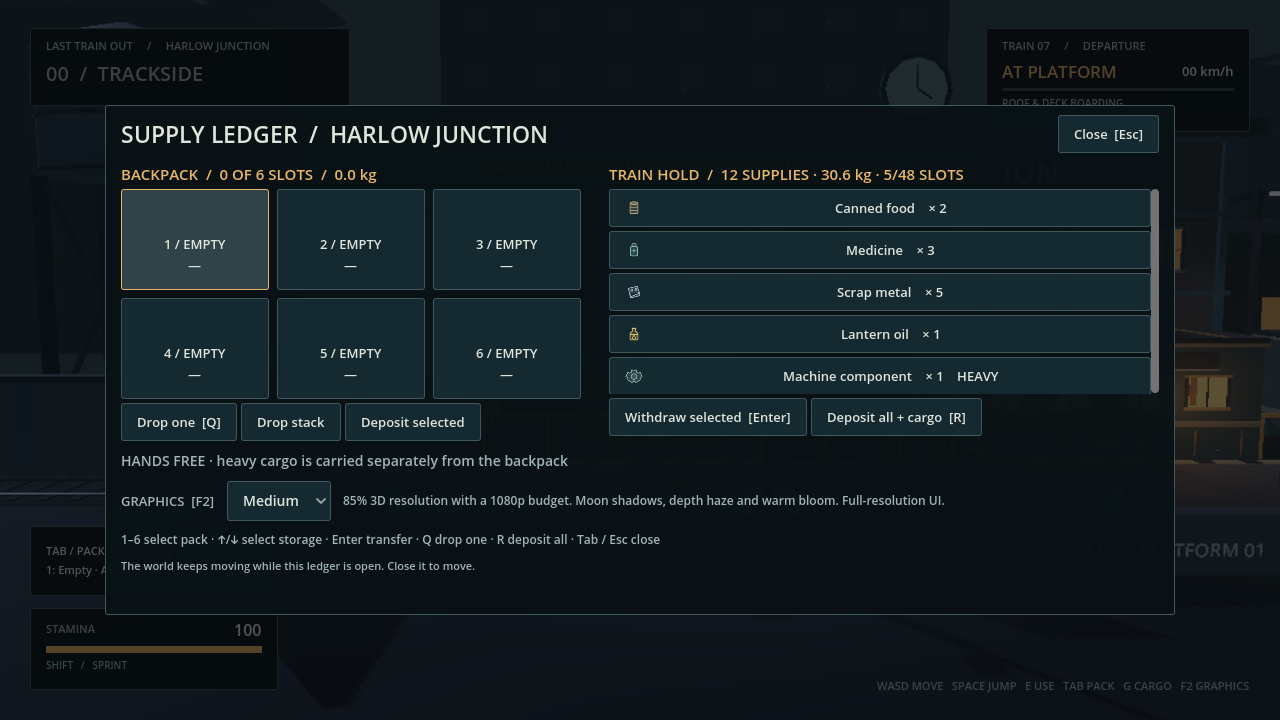 LAST TRAIN OUT / HARLOW JUNCTION
00 / TRACKSIDE
TRAIN 07 / DEPARTURE
AT PLATFORM 00 km/h
ROOF & DECK BOARDING
SUPPLY LEDGER / HARLOW JUNCTION
Close [Esc]
BACKPACK / 0 OF 6 SLOTS / 0.0 kg
1 / EMPTY
—
2 / EMPTY
—
3 / EMPTY
—
4 / EMPTY
—
5 / EMPTY
—
6 / EMPTY
—
Drop one [Q]
Drop stack
Deposit selected
TRAIN HOLD / 12 SUPPLIES · 30.6 kg · 5/48 SLOTS
Canned food × 2
Medicine × 3
Scrap metal × 5
Lantern oil × 1
Machine component × 1 HEAVY
Withdraw selected [Enter]
Deposit all + cargo [R]
HANDS FREE · heavy cargo is carried separately from the backpack
GRAPHICS [F2]
Medium
85% 3D resolution with a 1080p budget. Moon shadows, depth haze and warm bloom. Full-resolution UI.
1–6 select pack · ↑/↓ select storage · Enter transfer · Q drop one · R deposit all · Tab / Esc close
The world keeps moving while this ledger is open. Close it to move.
TAB / PACK
1: Empty · A
PLATFORM 01
STAMINA 100
SHIFT / SPRINT
WASD MOVE SPACE JUMP E USE TAB PACK G CARGO F2 GRAPHICS